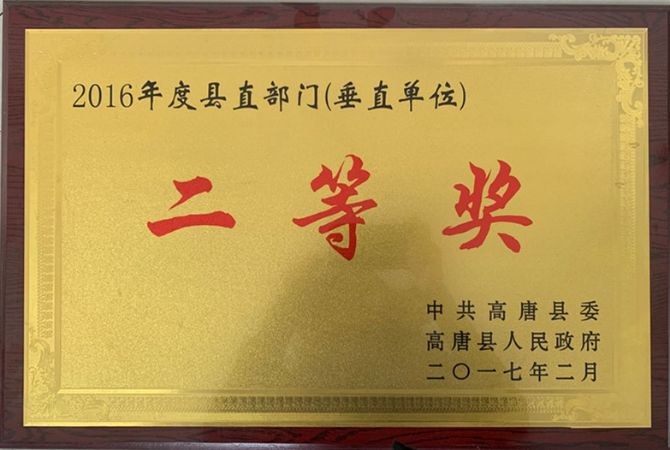 2016年度县直部门(垂直单位)
二等奖
中共高唐县委
高唐县人民政府
二〇一七年二月